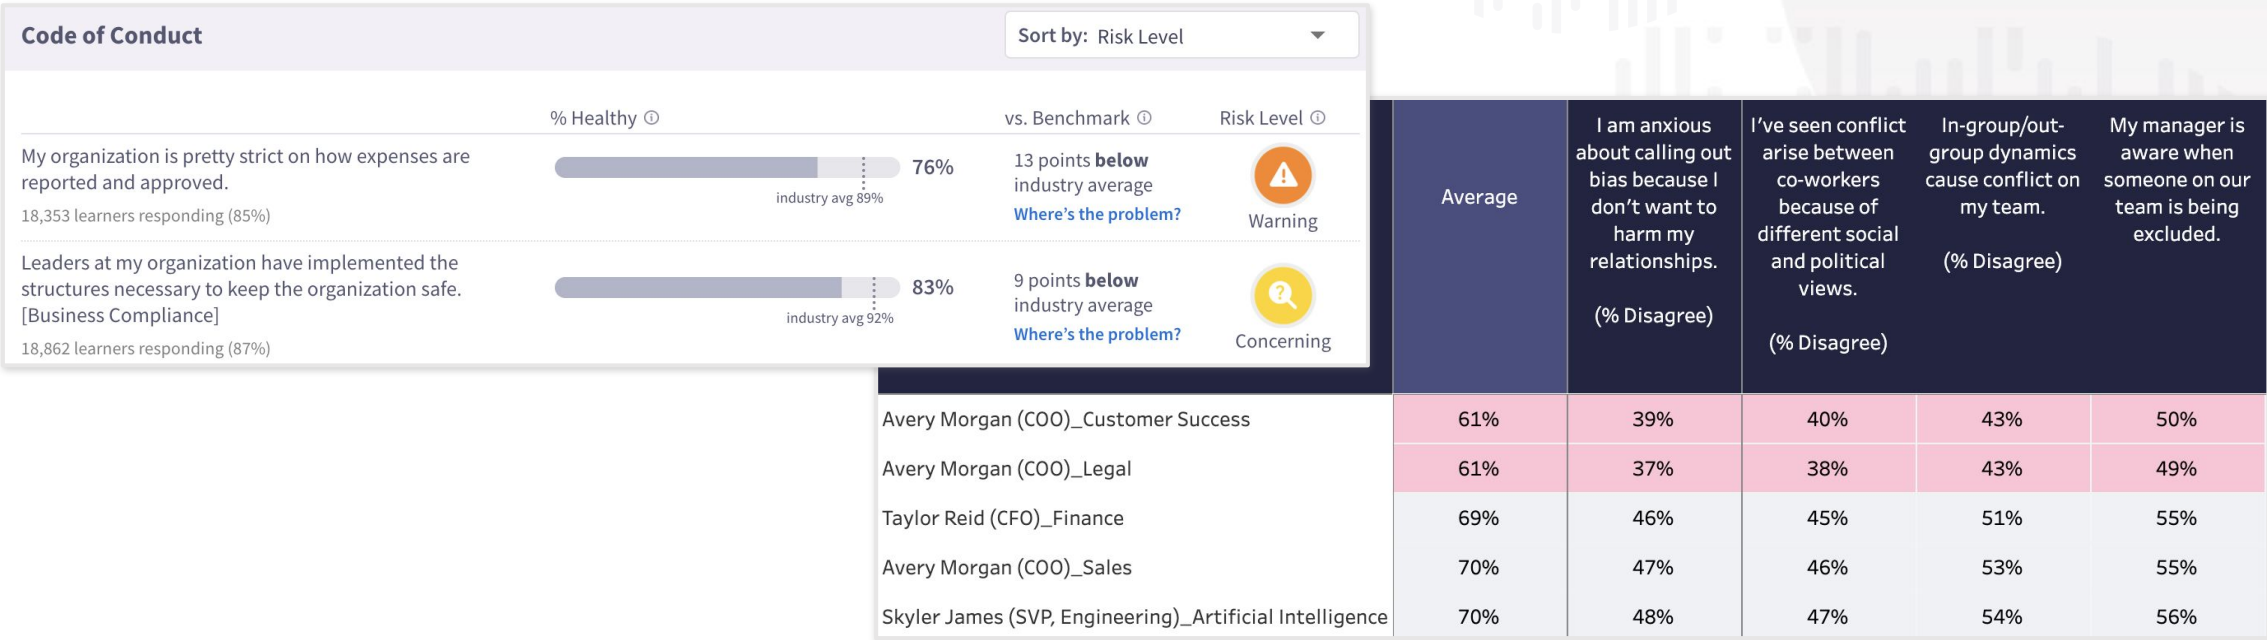 Code of Conduct
Sort by: Risk Level
% Healthy
vs. Benchmark
Risk Level
My organization is pretty strict on how expenses are
reported and approved.
18,353 learners responding (85%)
76%
industry avg 89%
13 points below
industry average
Where's the problem?
Warning
Leaders at my organization have implemented the
structures necessary to keep the organization safe.
[Business Compliance]
18,862 learners responding (87%)
83%
industry avg 92%
9 points below
industry average
Where's the problem?
Concerning
Average
I am anxious
about calling out
bias because I
don't want to
harm my
relationships.
(% Disagree)
I've seen conflict
arise between
co-workers
because of
different social
and political
views.
(% Disagree)
In-group/out-
group dynamics
cause conflict on
my team.
(% Disagree)
My manager is
aware when
someone on our
team is being
excluded.
Avery Morgan (COO)_Customer Success 61% 39% 40% 43% 50%
Avery Morgan (COO)_Legal 61% 37% 38% 43% 49%
Taylor Reid (CFO)_Finance 69% 46% 45% 51% 55%
Avery Morgan (COO)_Sales 70% 47% 46% 53% 55%
Skyler James (SVP, Engineering)_Artificial Intelligence 70% 48% 47% 54% 56%